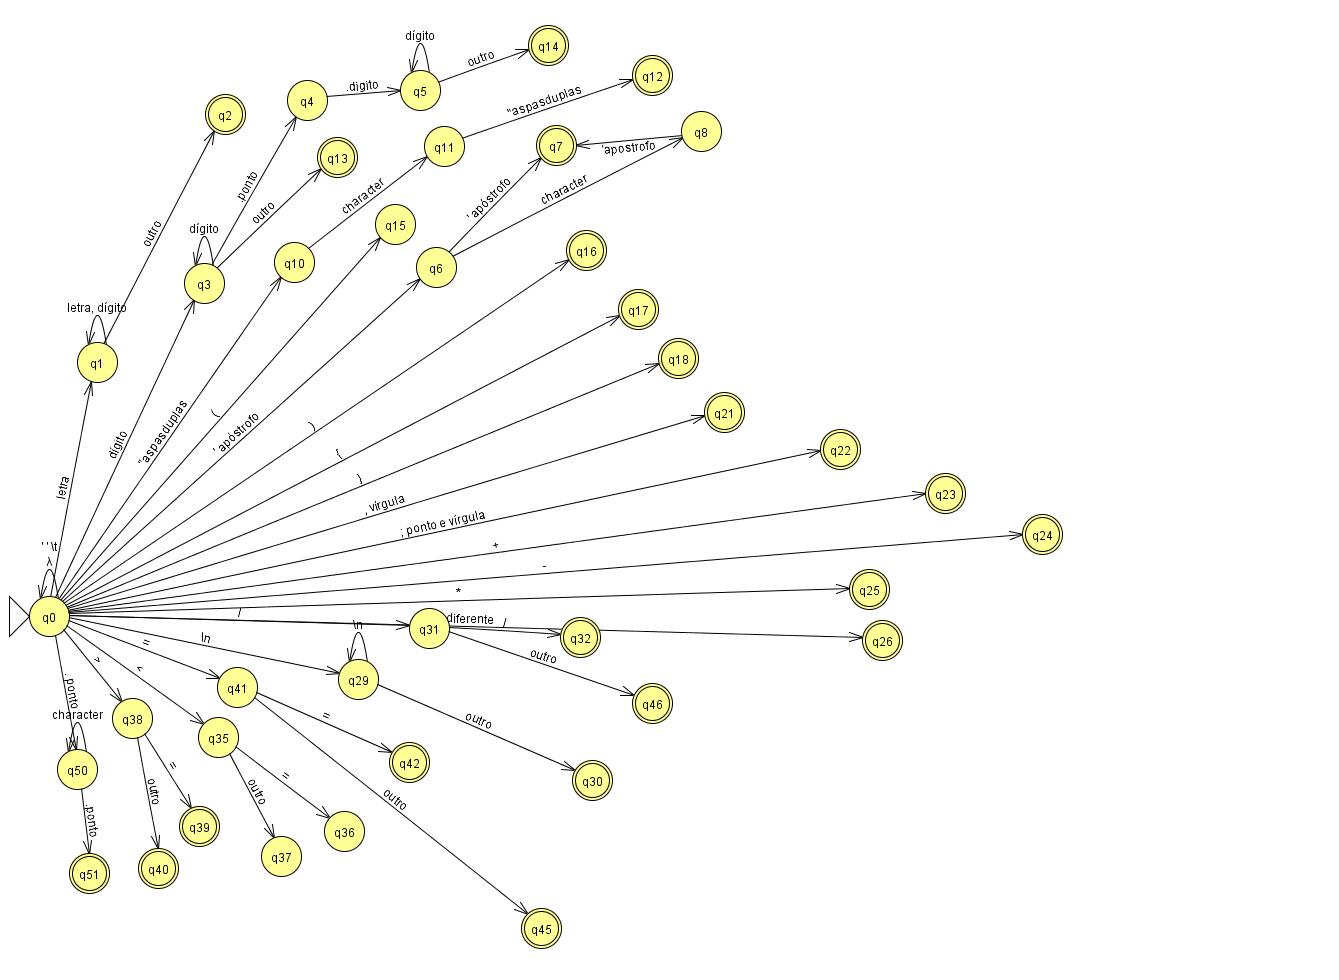 dígito
outro
q14
q12
.digito
q5
q4
"aspasduplas
q2
q8
q11
q7
'apostrofo
q13
.ponto
character
' apóstrofo
character
outro
outro
dígito
q15
q16
q10
q6
q3
letra, dígito
q17
q1
q18
(
q21
"aspasduplas
' apóstrofo
)
dígito
{
q22
}
letra
, vírgula
q23
; ponto e vírgula
+
q24
' ' \t
-
*
q25
q0
/
diferente
/
q31
q32
q26
\n
\n
=
outro
>
<
. ponto
q41
q29
q46
character
q38
=
outro
q35
q50
=
=
q42
q30
outro
outro
outro
.ponto
q39
q36
q37
q51
q40
q45